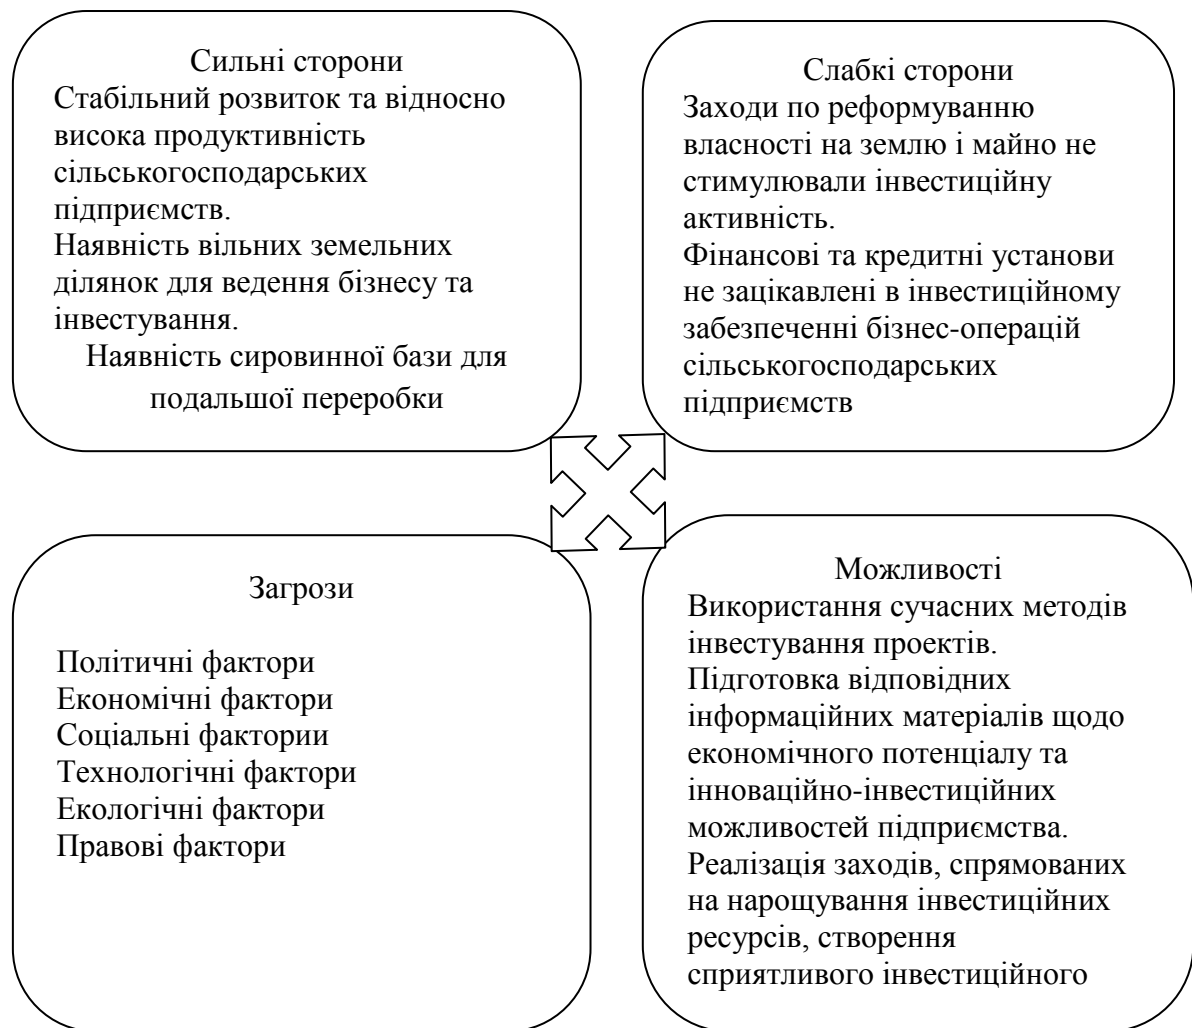 Сильні сторони
Стабільний розвиток та відносно
висока продуктивність
сільськогосподарських
підприємств.
Наявність вільних земельних
ділянок для ведення бізнесу та
інвестування.
Наявність сировинної бази для
подальшої переробки
Слабкі сторони
Заходи по реформуванню
власності на землю і майно не
стимулювали інвестиційну
активність.
Фінансові та кредитні установи
не зацікавлені в інвестиційному
забезпеченні бізнес-операцій
сільськогосподарських
підприємств
Загрози
Політичні фактори
Економічні фактори
Соціальні фактории
Технологічні фактори
Екологічні фактори
Правові фактори
Можливості
Використання сучасних методів
інвестування проектів.
Підготовка відповідних
інформаційних матеріалів щодо
економічного потенціалу та
інноваційно-інвестиційних
можливостей підприємства.
Реалізація заходів, спрямованих
на нарощування інвестиційних
ресурсів, створення
сприятливого інвестиційного